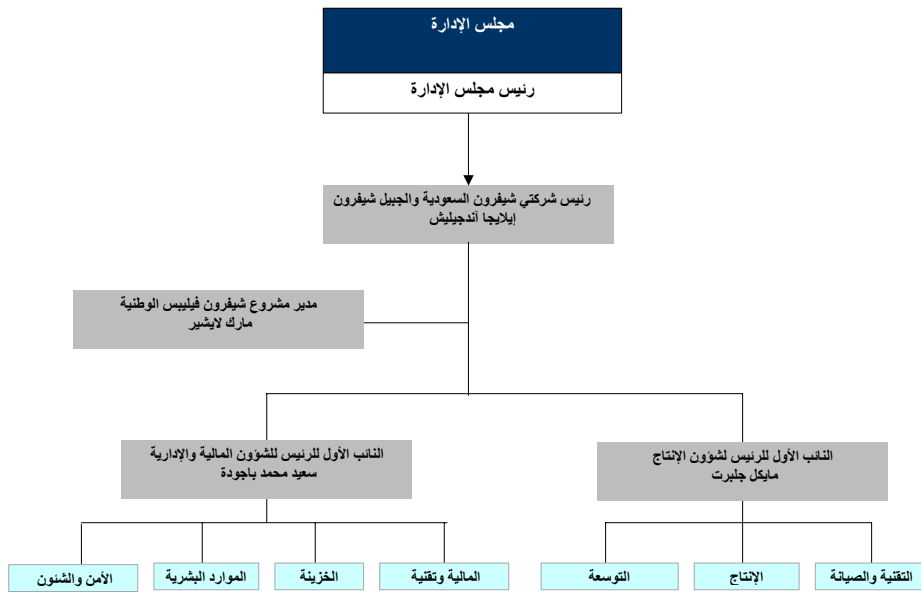 مجلس الإدارة
رئيس مجلس الإدارة
رئيس شركتي شيفرون السعودية والجبيل شيفرون
إيلايجا آندجيليش
مدير مشروع شيفرون فيليبس الوطنية
مارك لايشير
النائب الأول للرئيس لشؤون الإنتاج
مايكل جلبرت
النائب الأول للرئيس للشؤون المالية والإدارية
سعيد محمد باجودة
التقنية والصيانة
الإنتاج
التوسعة
المالية وتقنية
الخزينة
الموارد البشرية
الأمن والشئون